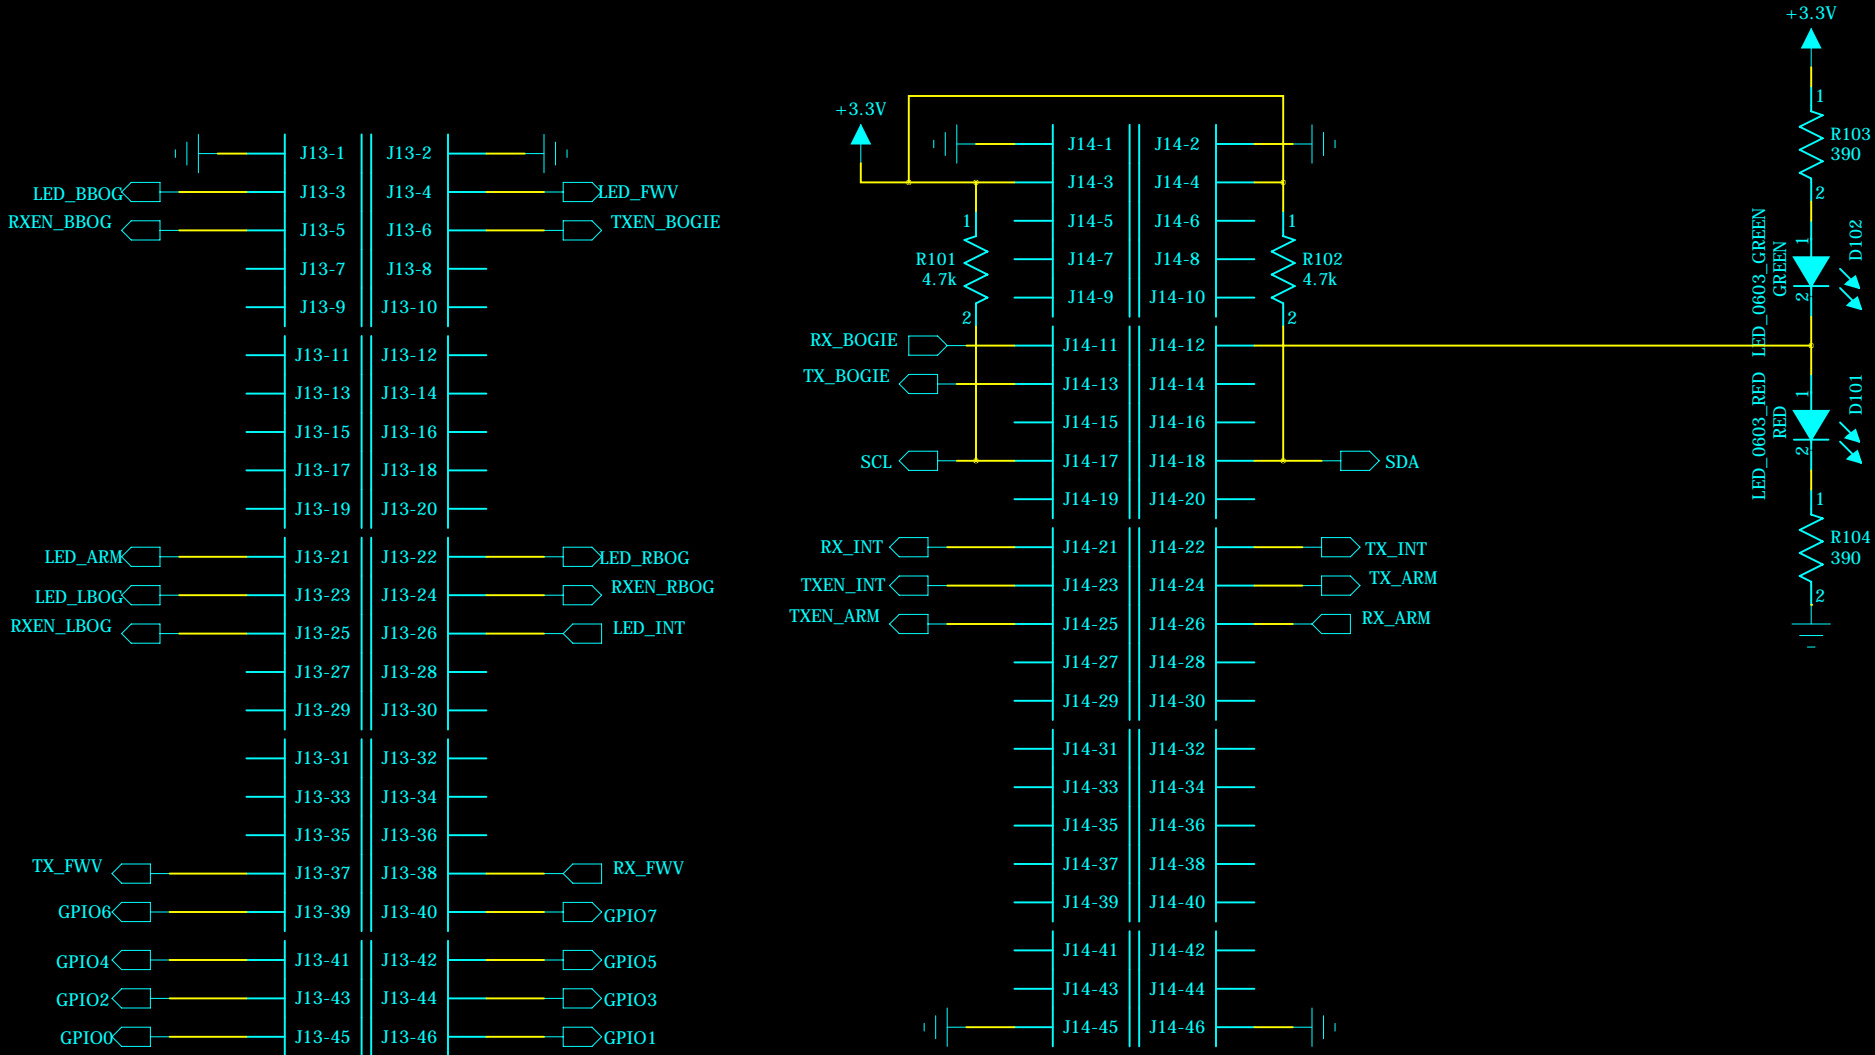 +3.3V
1
R103
390
2
LED_0603_GREEN
GREEN
1
2
D102
LED_0603_RED
RED
1
2
D101
1
R104
390
2
J13-1 J13-2
LED_BBOG J13-3 J13-4 LED_FWV
RXEN_BBOG J13-5 J13-6 TXEN_BOGIE
J13-7 J13-8
J13-9 J13-10
J13-11 J13-12
J13-13 J13-14
J13-15 J13-16
J13-17 J13-18
J13-19 J13-20
LED_ARM J13-21 J13-22 LED_RBOG
LED_LBOG J13-23 J13-24 RXEN_RBOG
RXEN_LBOG J13-25 J13-26 LED_INT
J13-27 J13-28
J13-29 J13-30
J13-31 J13-32
J13-33 J13-34
J13-35 J13-36
TX_FWV J13-37 J13-38 RX_FWV
GPIO6 J13-39 J13-40 GPIO7
GPIO4 J13-41 J13-42 GPIO5
GPIO2 J13-43 J13-44 GPIO3
GPIO0 J13-45 J13-46 GPIO1
+3.3V
J14-1 J14-2
J14-3 J14-4
1 J14-5 J14-6 1
R101 J14-7 J14-8 R102
4.7k 4.7k
J14-9 J14-10
2 2
RX_BOGIE J14-11 J14-12
TX_BOGIE J14-13 J14-14
J14-15 J14-16
SCL J14-17 J14-18 SDA
J14-19 J14-20
RX_INT J14-21 J14-22 TX_INT
TXEN_INT J14-23 J14-24 TX_ARM
TXEN_ARM J14-25 J14-26 RX_ARM
J14-27 J14-28
J14-29 J14-30
J14-31 J14-32
J14-33 J14-34
J14-35 J14-36
J14-37 J14-38
J14-39 J14-40
J14-41 J14-42
J14-43 J14-44
J14-45 J14-46